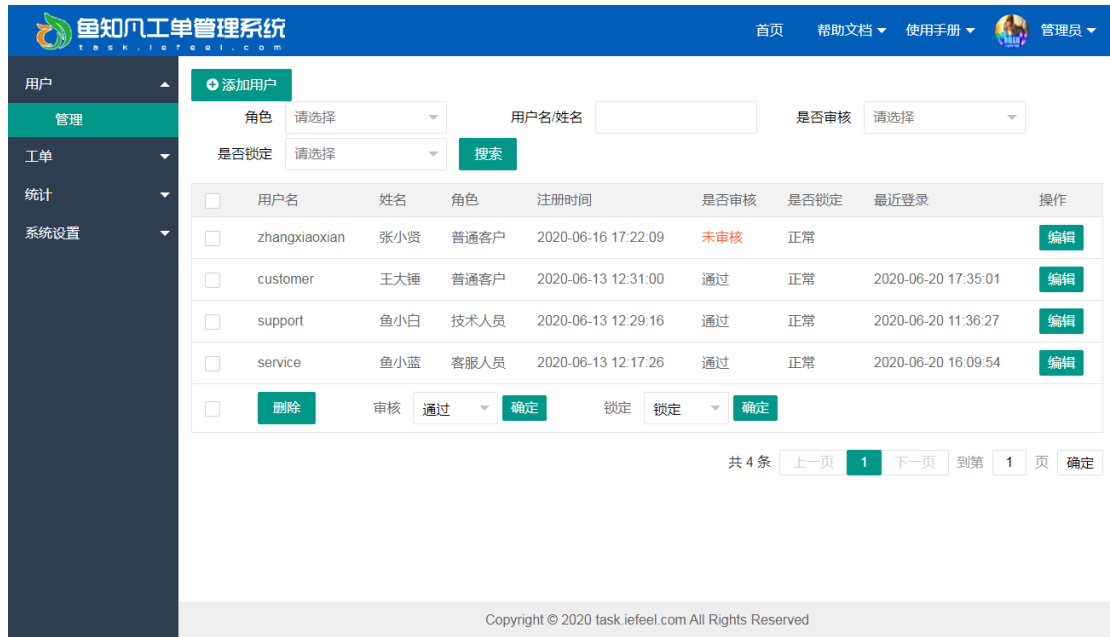 鱼知凡工单管理系统 首页 帮助文档 使用手册 管理员
task.iefeel.com
用户
管理
工单
统计
系统设置
添加用户
角色 请选择 用户名/姓名 是否审核 请选择
是否锁定 请选择 搜索
用户名 姓名 角色 注册时间 是否审核 是否锁定 最近登录 操作
zhangxiaoxian 张小贤 普通客户 2020-06-16 17:22:09 未审核 正常 编辑
customer 王大锤 普通客户 2020-06-13 12:31:00 通过 正常 2020-06-20 17:35:01 编辑
support 鱼小白 技术人员 2020-06-13 12:29:16 通过 正常 2020-06-20 11:36:27 编辑
service 鱼小蓝 客服人员 2020-06-13 12:17:26 通过 正常 2020-06-20 16:09:54 编辑
删除 审核 通过 确定 锁定 锁定 确定
共 4 条 上一页 1 下一页 到第 1 页 确定
Copyright © 2020 task.iefeel.com All Rights Reserved